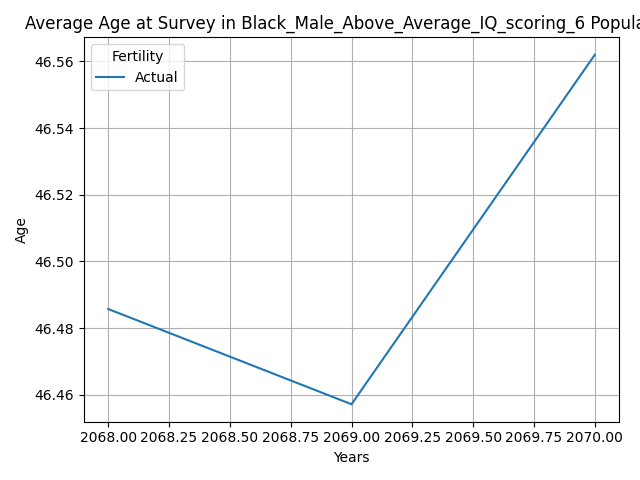 Average Age at Survey in Black_Male_Above_Average_IQ_scoring_6 Popula
Fertility
Actual
46.56
46.54
46.52
46.50
46.48
46.46
Age
2068.00 2068.25 2068.50 2068.75 2069.00 2069.25 2069.50 2069.75 2070.00
Years